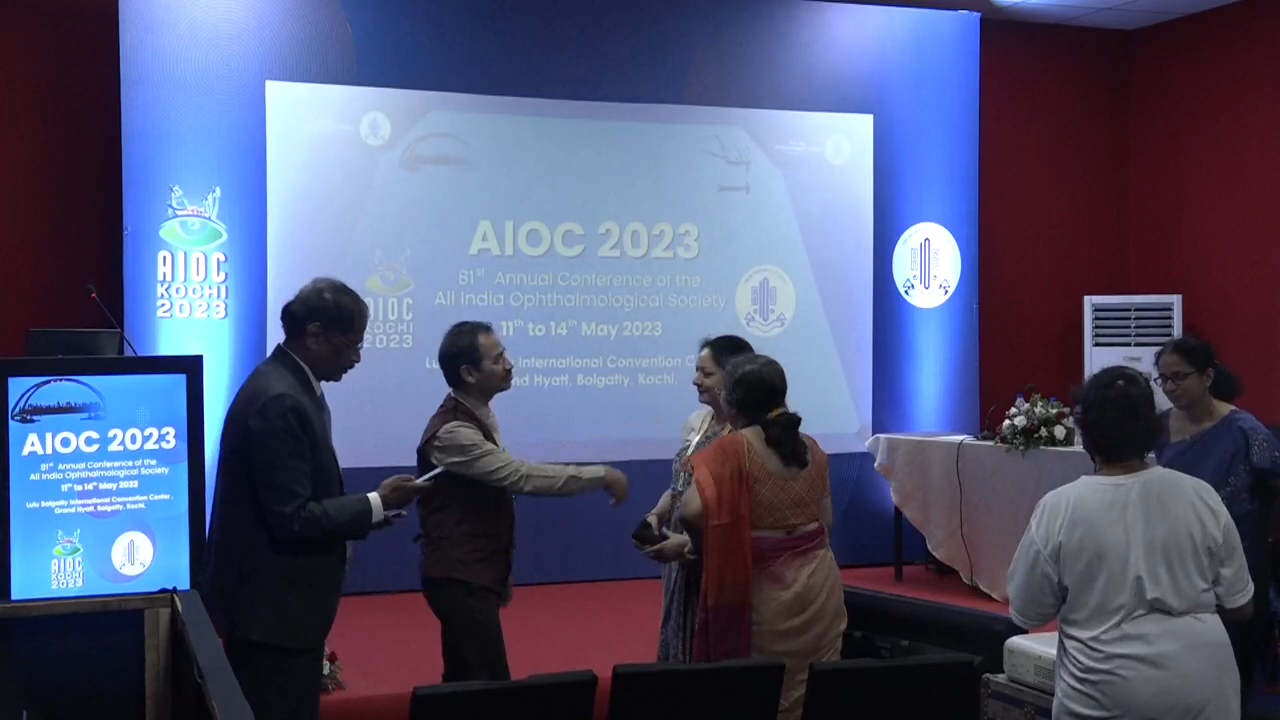 AIOC
KOCHI
2023
AIOC 2023
81st Annual Conference of the
All India Ophthalmological Society
11th to 14th May 2023
International Convention
Hyatt, Bolgatty, Kochi,
AIOC
KOCHI
2023
AIOC 2023
81st Annual Conference of the
All India Ophthalmological Society
11th to 14th May 2023
Lulu Bolgatty International Convention Center,
Grand Hyatt, Bolgatty, Kochi,
AIOC
KOCHI
2023